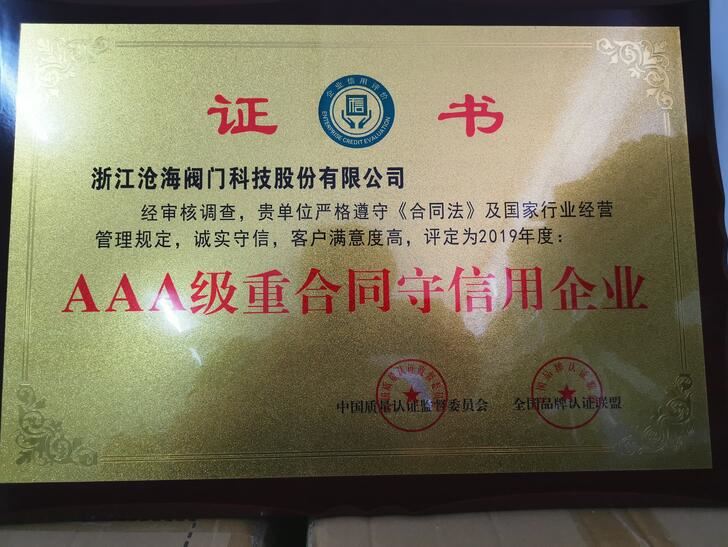 企业信用评价
信
ENTERPRISE CREDIT EVALUATION
证 书
浙江沧海阀门科技股份有限公司
经审核调查，贵单位严格遵守《合同法》及国家行业经营
管理规定，诚实守信，客户满意度高，评定为2019年度：
AAA级重合同守信用企业
中国质量认证监督委员会 全国品牌认证联盟